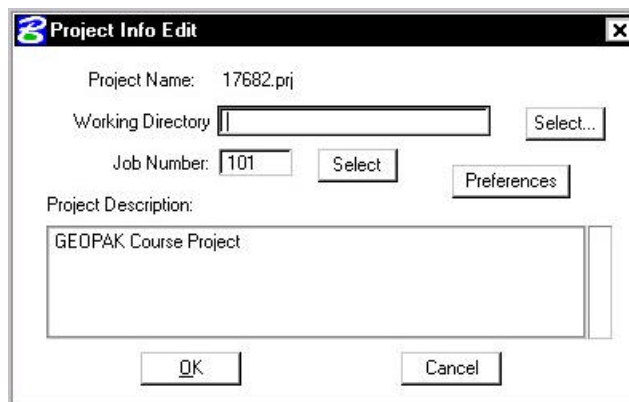 Project Info Edit
Project Name: 17682.prj
Working Directory Select...
Job Number: 101 Select
Preferences
Project Description:
GEOPAK Course Project
OK Cancel